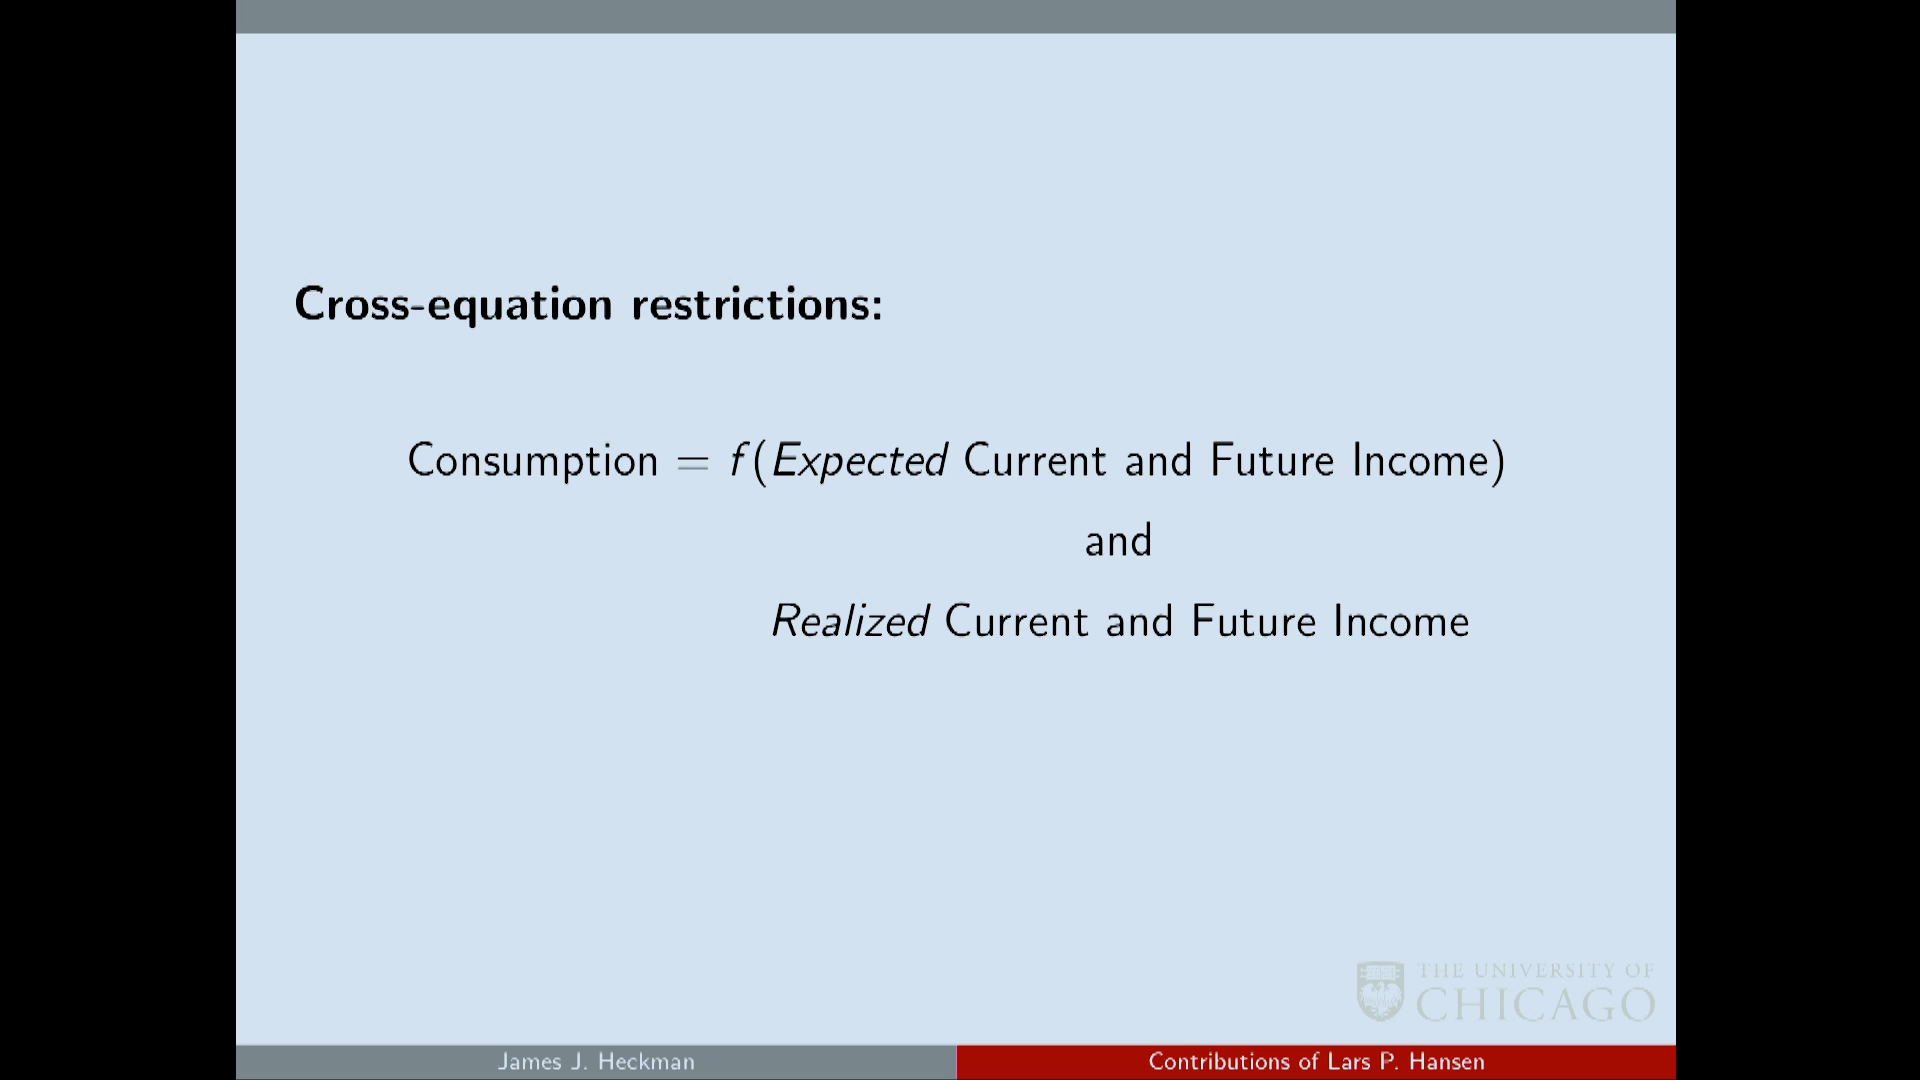 Cross-equation restrictions:
Consumption = f(Expected Current and Future Income)
and
Realized Current and Future Income
THE UNIVERSITY OF
CHICAGO
James J. Heckman
Contributions of Lars P. Hansen